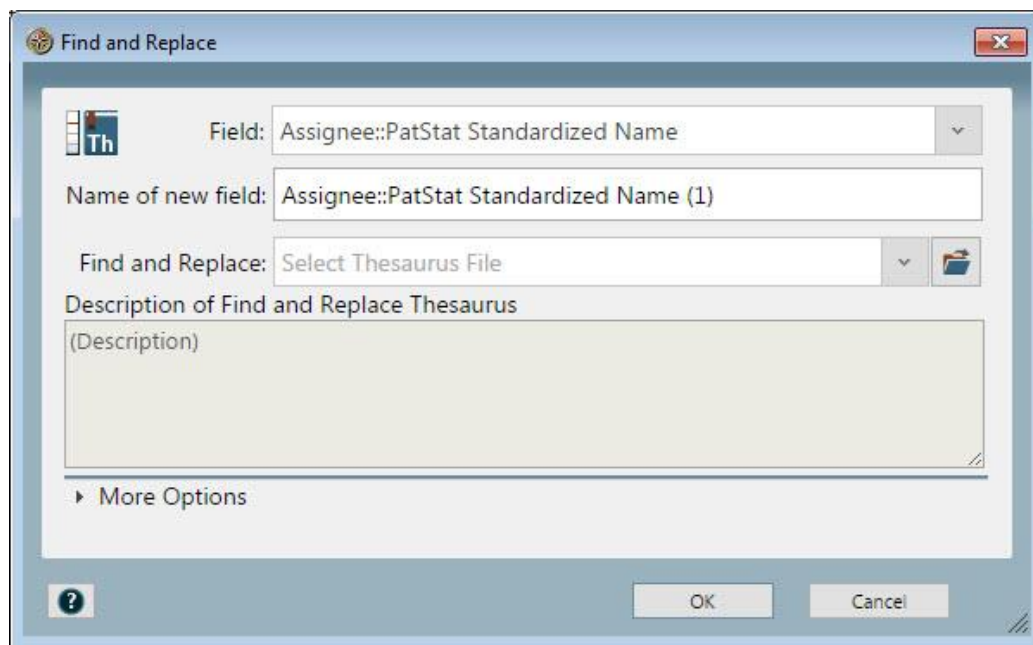 Find and Replace
Th
Field: Assignee::PatStat Standardized Name
Name of new field: Assignee::PatStat Standardized Name (1)
Find and Replace: Select Thesaurus File
Description of Find and Replace Thesaurus
(Description)
More Options
?
OK Cancel